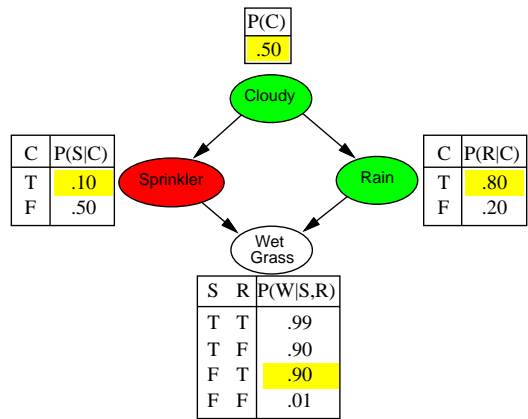 P(C)
.50
Cloudy
C P(S|C)
T .10
F .50
Sprinkler
Rain
C P(R|C)
T .80
F .20
Wet
Grass
S R P(W|S,R)
T T .99
T F .90
F T .90
F F .01